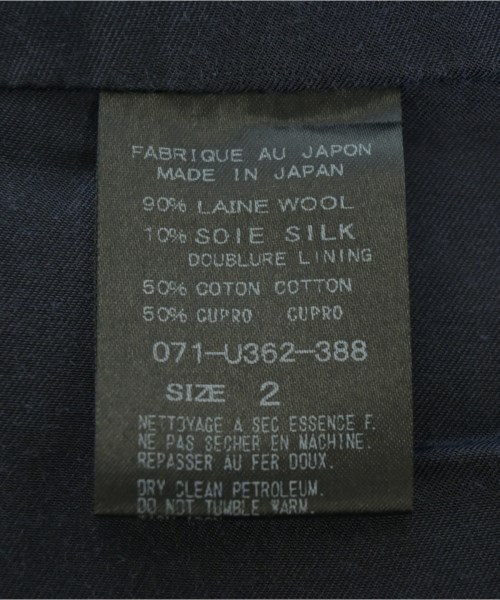 FABRIQUE AU JAPON
MADE IN JAPAN
90% LAINE WOOL
10% SOIE SILK
DOUBLURE LINING
50% COTON COTTON
50% CUPRO CUPRO
071-U362-388
SIZE 2
NETTOYAGE A SEC ESSENCE F.
NE PAS SECHER EN MACHINE.
REPASSER AU FER DOUX.
DRY CLEAN PETROLEUM.
DO NOT TUMBLE WARM.